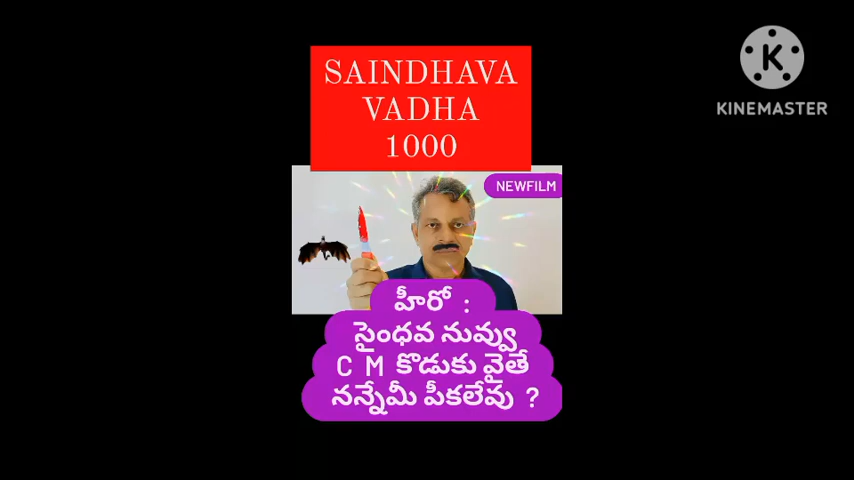 SAINDHAVA
VADHA
1000
KINEMASTER
NEWFILM
హీరో :
సైంధవ నువ్వు
C M కొడుకు వైతే
నన్నేమీ పీకలేవు ?